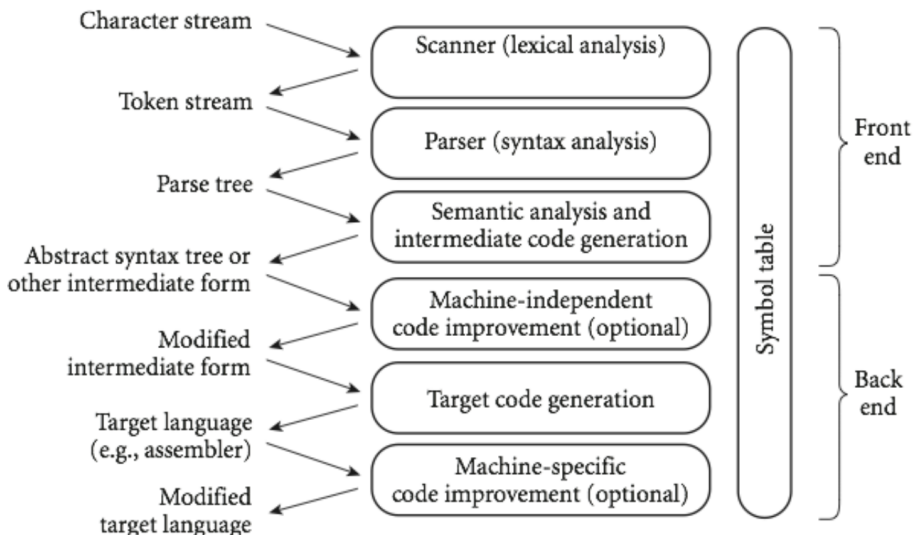 Character stream
Scanner (lexical analysis)
Token stream
Parser (syntax analysis)
Parse tree
Semantic analysis and
intermediate code generation
Abstract syntax tree or
other intermediate form
Machine-independent
code improvement (optional)
Modified
intermediate form
Target code generation
Target language
(e.g., assembler)
Machine-specific
code improvement (optional)
Modified
target language
Symbol table
Front
end
Back
end